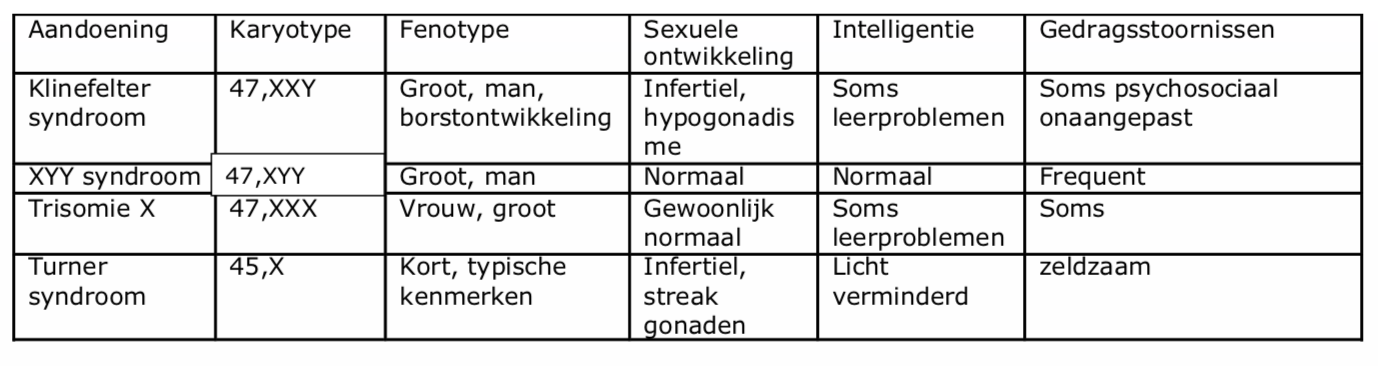 Aandoening Karyotype Fenotype Sexuele Intelligentie Gedragsstoornissen
ontwikkeling
Klinefelter 47,XXY Groot, man, Infertiel, Soms Soms psychosociaal
syndroom borstontwikkeling hypogonadis leerproblemen onaangepast
me
XYY syndroom 47,XYY Groot, man Normaal Normaal Frequent
Trisomie X 47,XXX Vrouw, groot Gewoonlijk Soms Soms
normaal leerproblemen
Turner 45,X Kort, typische Infertiel, Licht zeldzaam
syndroom kenmerken streak verminderd
gonaden